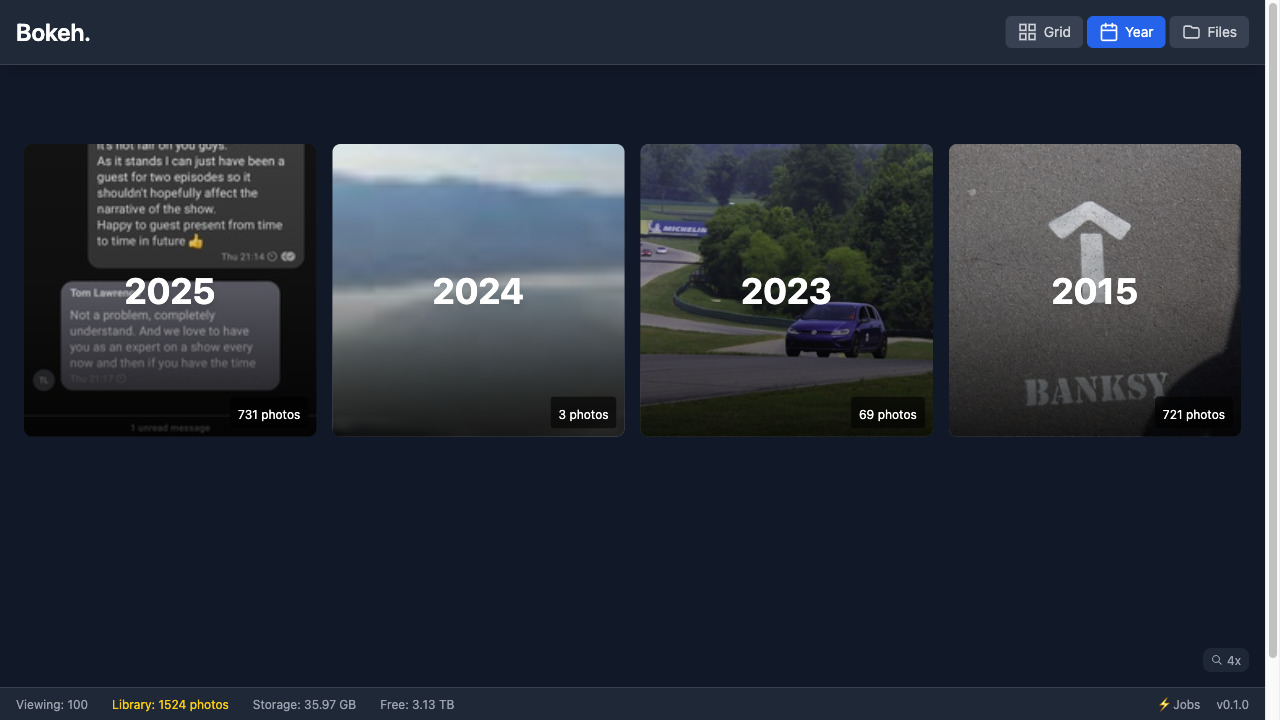 Bokeh.
Grid
Year
Files
it's not fair on you guys.
As it stands I can just have been a
guest for two episodes so it
shouldn't hopefully affect the
narrative of the show.
Happy to guest present from time
to time in future 👍
Thu 21:14
Tom
Not a problem, completely
understand. And we love to have
you as an expert on a show every
now and then if you have the time
Thu 21:17
TL
1 unread message
2025
731 photos
2024
3 photos
MICHELIN
2023
69 photos
2015
BANKSY
721 photos
4x
Viewing: 100
Library: 1524 photos
Storage: 35.97 GB
Free: 3.13 TB
⚡ Jobs
v0.1.0